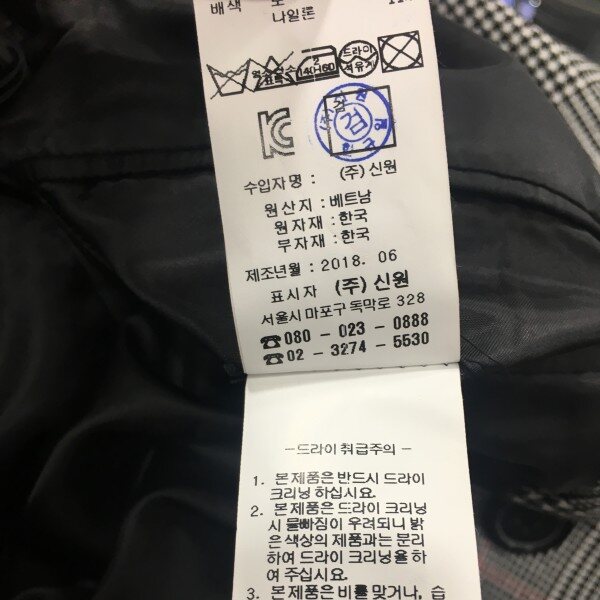 배색
나일론
드라이
석유계
140~160
KC
검
수입자명 : (주) 신원
원산지 : 베트남
원자재 : 한국
부자재 : 한국
제조년월 : 2018. 06
표시자 (주) 신원
서울시 마포구 독막로 328
☎080 - 023 - 0888
☎02 - 3274 - 5530
- 드라이 취급주의 -
1. 본제품은 반드시 드라이
크리닝 하십시요.
2. 본제품은 드라이 크리닝
시 물빠짐이 우려되니 밝
은 색상의 제품과는 분리
하여 드라이 크리닝을 하
여 주십시요.
3. 본제품은 비를 맞거나, 습